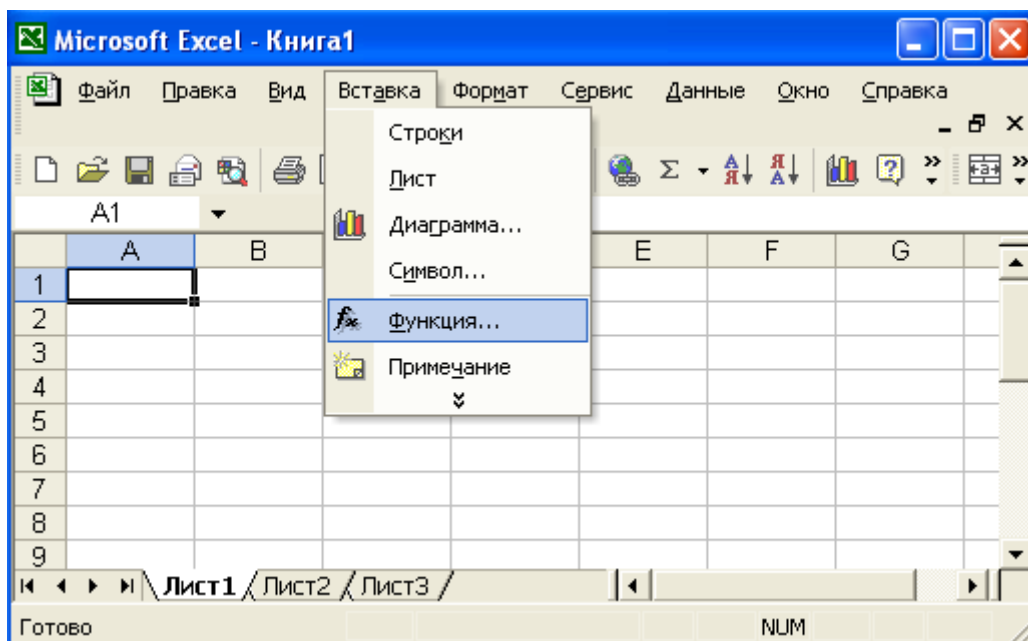 Microsoft Excel - Книга1
Файл Правка Вид Вставка Формат Сервис Данные Окно Справка
Строки
Лист
Диаграмма...
Символ...
Функция...
Примечание
Σ А Я Я А
A1
A B E F G
1
2
3
4
5
6
7
8
9
Лист1 Лист2 Лист3
Готово NUM